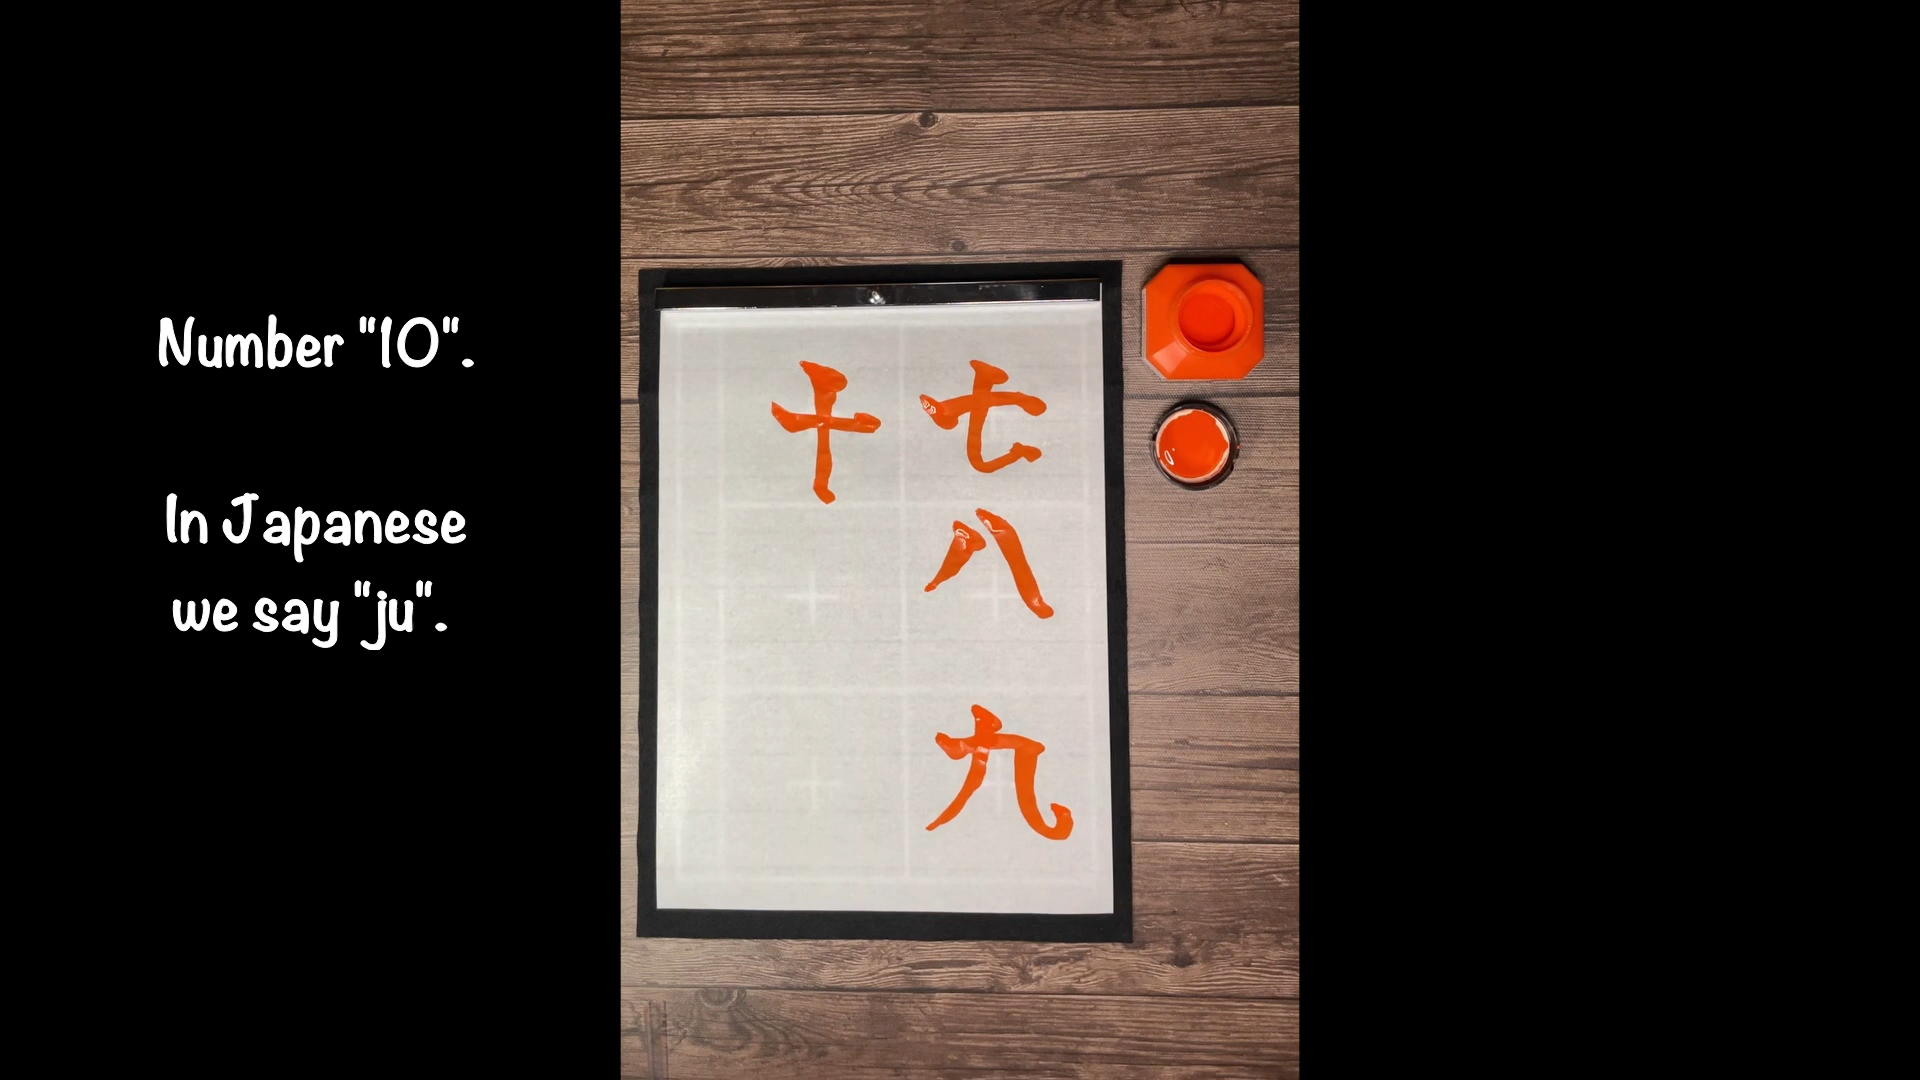 Number "10".
In Japanese
we say "ju".
七
八
九
十